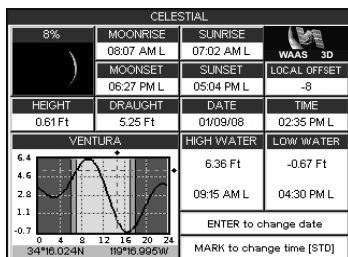 CELESTIAL
8% MOONRISE SUNRISE
08:07 AM L 07:02 AM L
WAAS 3D
MOONSET SUNSET LOCAL OFFSET
06:27 PM L 05:04 PM L -8
HEIGHT DRAUGHT DATE TIME
0.61 Ft 5.25 Ft 01/09/08 02:35 PM L
VENTURA HIGH WATER LOW WATER
6.4
4.6
2.8
1.1
-0.7
0 4 8 12 16 20 24
34°16.024N 119°16.995W
6.36 Ft -0.67 Ft
09:15 AM L 04:30 PM L
ENTER to change date
MARK to change time [STD]